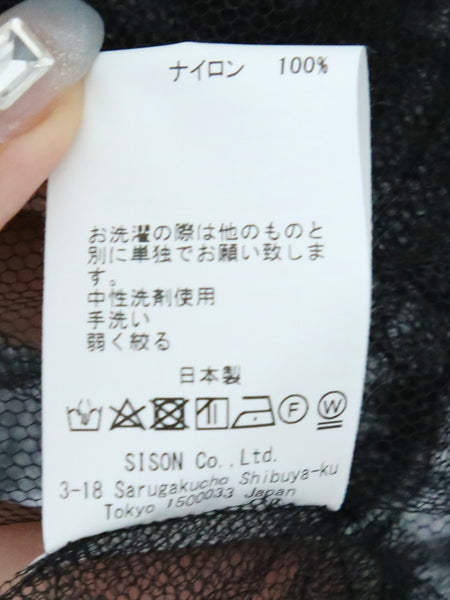 ナイロン 100%
お洗濯の際は他のものと
別に単独でお願い致しま
す。
中性洗剤使用
手洗い
弱く絞る
日本製
F W
SISON Co.,Ltd.
3-18 Sarugakucho Shibuya-ku
Tokyo 1500033 Japan